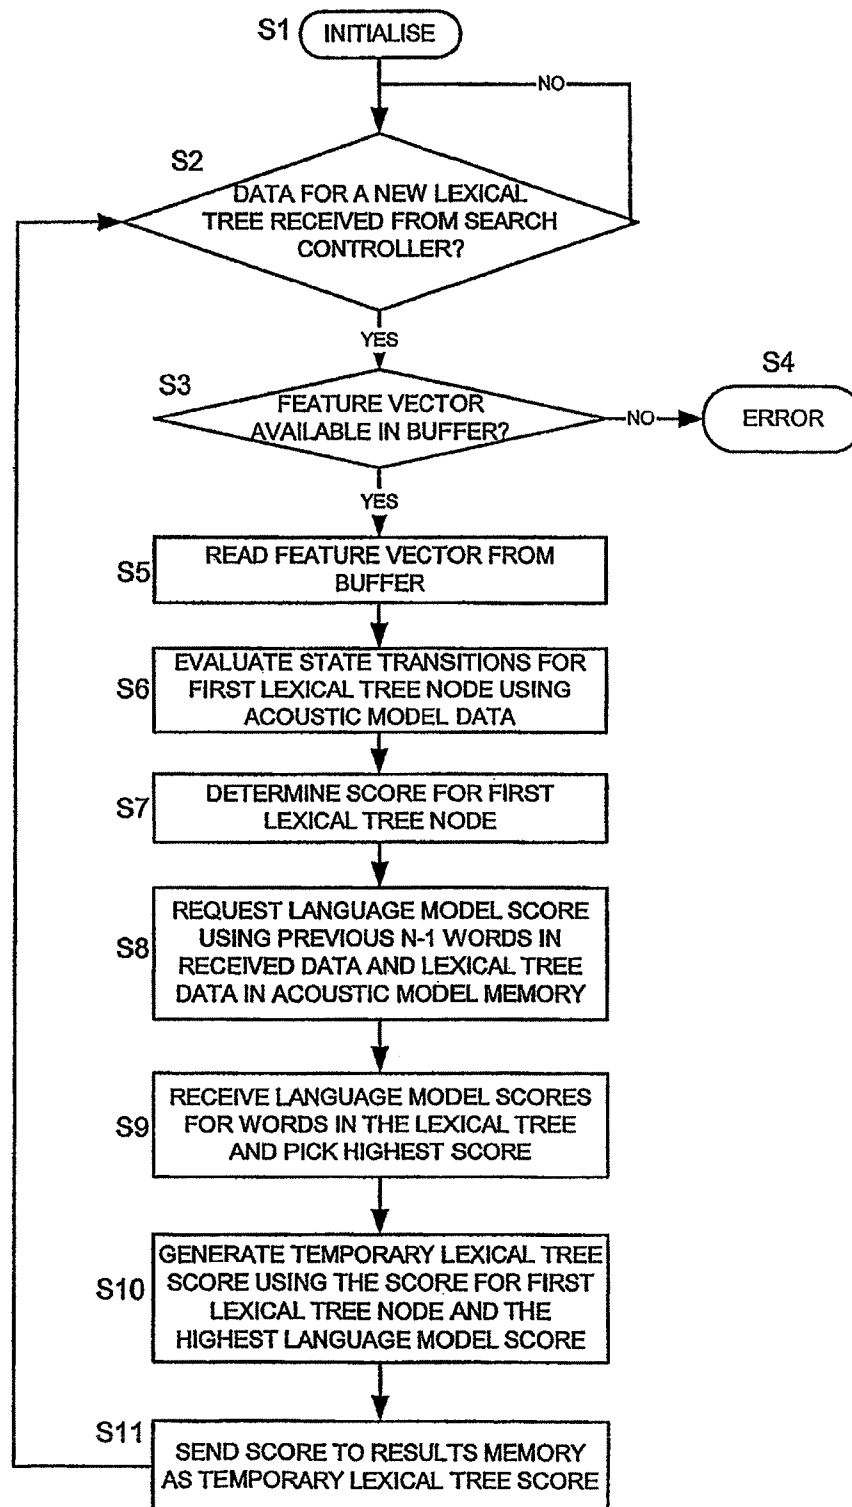 S1
INITIALISE
NO
S2
DATA FOR A NEW LEXICAL
TREE RECEIVED FROM SEARCH
CONTROLLER?
YES
S4
S3
FEATURE VECTOR
AVAILABLE IN BUFFER?
NO
ERROR
YES
S5
READ FEATURE VECTOR FROM
BUFFER
S6
EVALUATE STATE TRANSITIONS FOR
FIRST LEXICAL TREE NODE USING
ACOUSTIC MODEL DATA
S7
DETERMINE SCORE FOR FIRST
LEXICAL TREE NODE
S8
REQUEST LANGUAGE MODEL SCORE
USING PREVIOUS N-1 WORDS IN
RECEIVED DATA AND LEXICAL TREE
DATA IN ACOUSTIC MODEL MEMORY
S9
RECEIVE LANGUAGE MODEL SCORES
FOR WORDS IN THE LEXICAL TREE
AND PICK HIGHEST SCORE
S10
GENERATE TEMPORARY LEXICAL TREE
SCORE USING THE SCORE FOR FIRST
LEXICAL TREE NODE AND THE
HIGHEST LANGUAGE MODEL SCORE
S11
SEND SCORE TO RESULTS MEMORY
AS TEMPORARY LEXICAL TREE SCORE